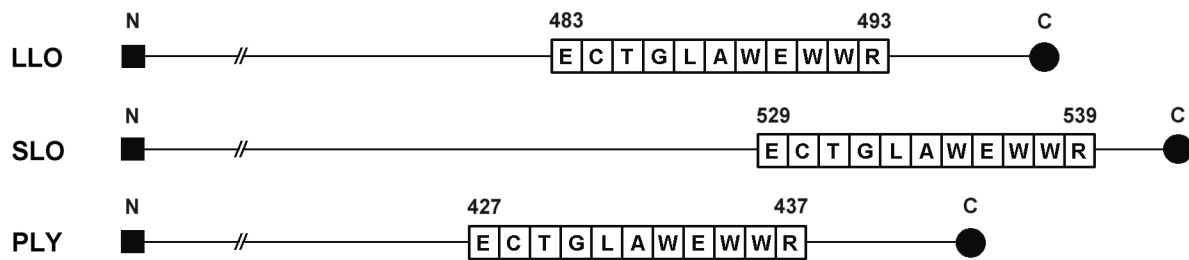 N 483 493 C
LLO E C T G L A W E W W R
N 529 539 C
SLO E C T G L A W E W W R
N 427 437 C
PLY E C T G L A W E W W R